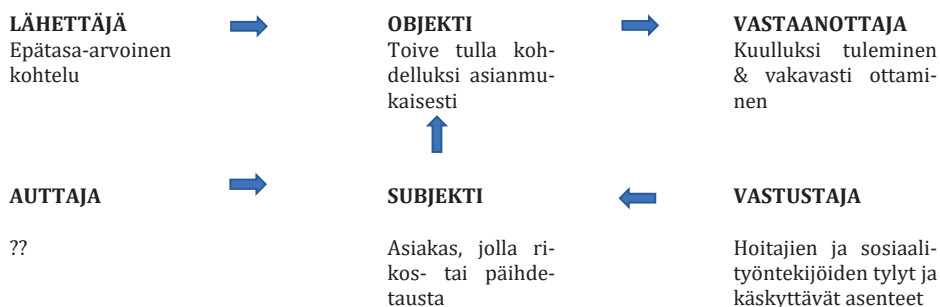 LÄHETTÄJÄ
Epätasa-arvoinen
kohtelu
OBJEKTI
Toive tulla koh-
delluksi asianmu-
kaisesti
VASTAANOTTAJA
Kuulluksi tuleminen
& vakavasti ottami-
nen
AUTTAJA
??
SUBJEKTI
Asiakas, jolla ri-
kos- tai päihde-
tausta
VASTUSTAJA
Hoitajien ja sosiaali-
työntekijöiden tylyt ja
käskyttävät asenteet